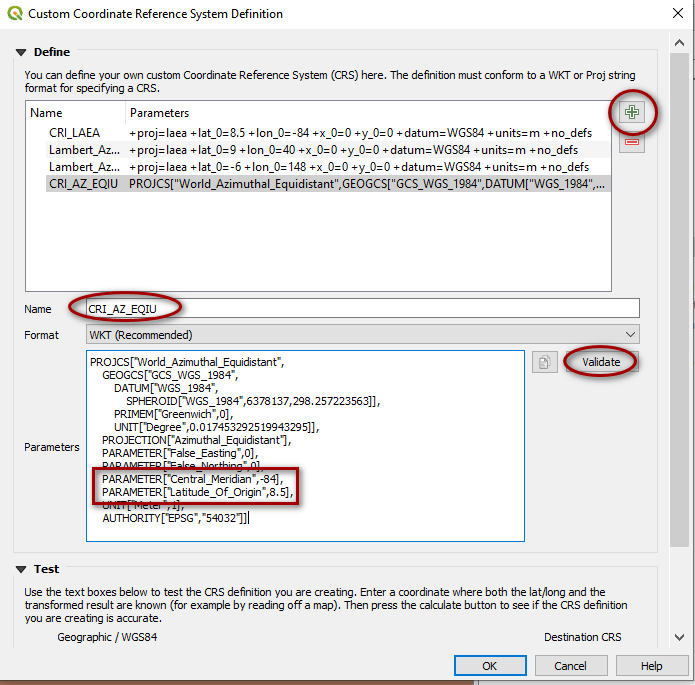 Custom Coordinate Reference System Definition
Define
You can define your own custom Coordinate Reference System (CRS) here. The definition must conform to a WKT or Proj string
format for specifying a CRS.
Name Parameters
CRI_LAEA +proj=laea +lat_0=8.5 +lon_0=-84 +x_0=0 +y_0=0 +datum=WGS84 +units=m +no_defs
Lambert_Az... +proj=laea +lat_0=9 +lon_0=40 +x_0=0 +y_0=0 +datum=WGS84 +units=m +no_defs
Lambert_Az... +proj=laea +lat_0=-6 +lon_0=148 +x_0=0 +y_0=0 +datum=WGS84 +units=m +no_defs
CRI_AZ_EQIU PROJCS["World_Azimuthal_Equidistant",GEOGCS["GCS_WGS_1984",DATUM["WGS_1984",...
Name CRI_AZ_EQIU
Format WKT (Recommended)
Validate
Parameters
PROJCS["World_Azimuthal_Equidistant",
GEOGCS["GCS_WGS_1984",
DATUM["WGS_1984",
SPHEROID["WGS_1984",6378137,298.257223563]],
PRIMEM["Greenwich",0],
UNIT["Degree",0.017453292519943295]],
PROJECTION["Azimuthal_Equidistant"],
PARAMETER["False_Easting",0],
PARAMETER["False_Northing",0],
PARAMETER["Central_Meridian",-84],
PARAMETER["Latitude_Of_Origin",8.5],
UNIT["Meter",1],
AUTHORITY["EPSG","54032"]]
Test
Use the text boxes below to test the CRS definition you are creating. Enter a coordinate where both the lat/long and the
transformed result are known (for example by reading off a map). Then press the calculate button to see if the CRS definition
you are creating is accurate.
Geographic / WGS84 Destination CRS
OK Cancel Help